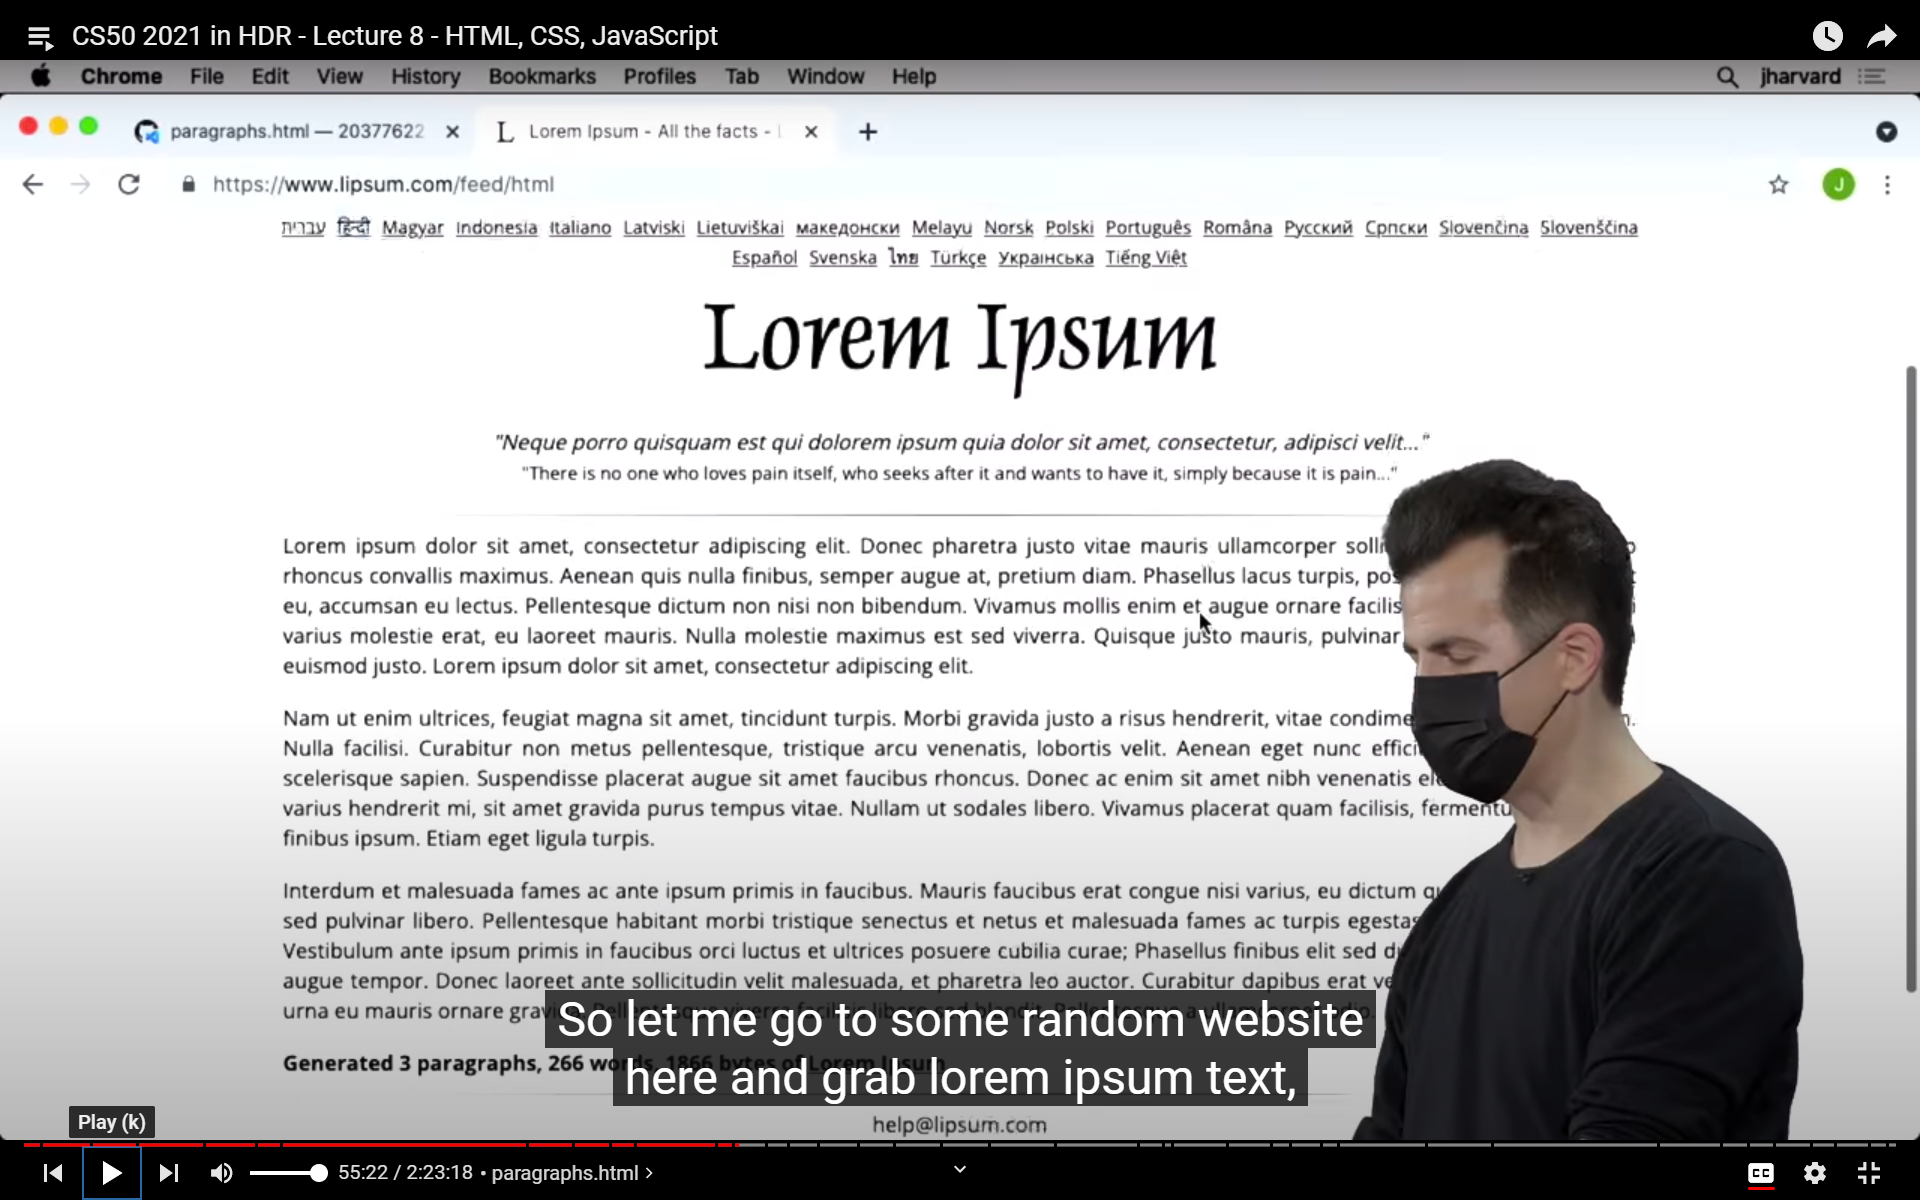 CS50 2021 in HDR - Lecture 8 - HTML, CSS, JavaScript
Chrome File Edit View History Bookmarks Profiles Tab Window Help jharvard
paragraphs.html — 20377622 Lorem Ipsum - All the facts -
https://www.lipsum.com/feed/html J
עברית हिन्दी Magyar Indonesia Italiano Latviski Lietuviškai македонски Melayu Norsk Polski Português Româna Русский Српски Slovenčina Slovenščina
Español Svenska ไทย Türkçe Українська Tiếng Việt
Lorem Ipsum
"Neque porro quisquam est qui dolorem ipsum quia dolor sit amet, consectetur, adipisci velit..."
"There is no one who loves pain itself, who seeks after it and wants to have it, simply because it is pain..."
Lorem ipsum dolor sit amet, consectetur adipiscing elit. Donec pharetra justo vitae mauris ullamcorper
rhoncus convallis maximus. Aenean quis nulla finibus, semper augue at, pretium diam. Phasellus lacus turpis,
eu, accumsan eu lectus. Pellentesque dictum non nisi non bibendum. Vivamus mollis enim et augue ornare
varius molestie erat, eu laoreet mauris. Nulla molestie maximus est sed viverra. Quisque justo mauris, pulvinar
euismod justo. Lorem ipsum dolor sit amet, consectetur adipiscing elit.
Nam ut enim ultrices, feugiat magna sit amet, tincidunt turpis. Morbi gravida justo a risus hendrerit, vitae
Nulla facilisi. Curabitur non metus pellentesque, tristique arcu venenatis, lobortis velit. Aenean eget nunc
scelerisque sapien. Suspendisse placerat augue sit amet faucibus rhoncus. Donec ac enim sit amet nibh venenatis
varius hendrerit mi, sit amet gravida purus tempus vitae. Nullam ut sodales libero. Vivamus placerat quam facilisis,
finibus ipsum. Etiam eget ligula turpis.
Interdum et malesuada fames ac ante ipsum primis in faucibus. Mauris faucibus erat congue nisi varius, eu dictum
sed pulvinar libero. Pellentesque habitant morbi tristique senectus et netus et malesuada fames ac turpis egestas
Vestibulum ante ipsum primis in faucibus orci luctus et ultrices posuere cubilia curae; Phasellus finibus elit sed
augue tempor. Donec laoreet ante sollicitudin velit malesuada, et pharetra leo auctor. Curabitur dapibus erat
urna eu mauris ornare
So let me go to some random website
Generated 3 paragraphs, 266 words, 1866 bytes of Lorem Ipsum
here and grab lorem ipsum text,
Play (k)
help@lipsum.com
55:22 / 2:23:18 • paragraphs.html ›
CC